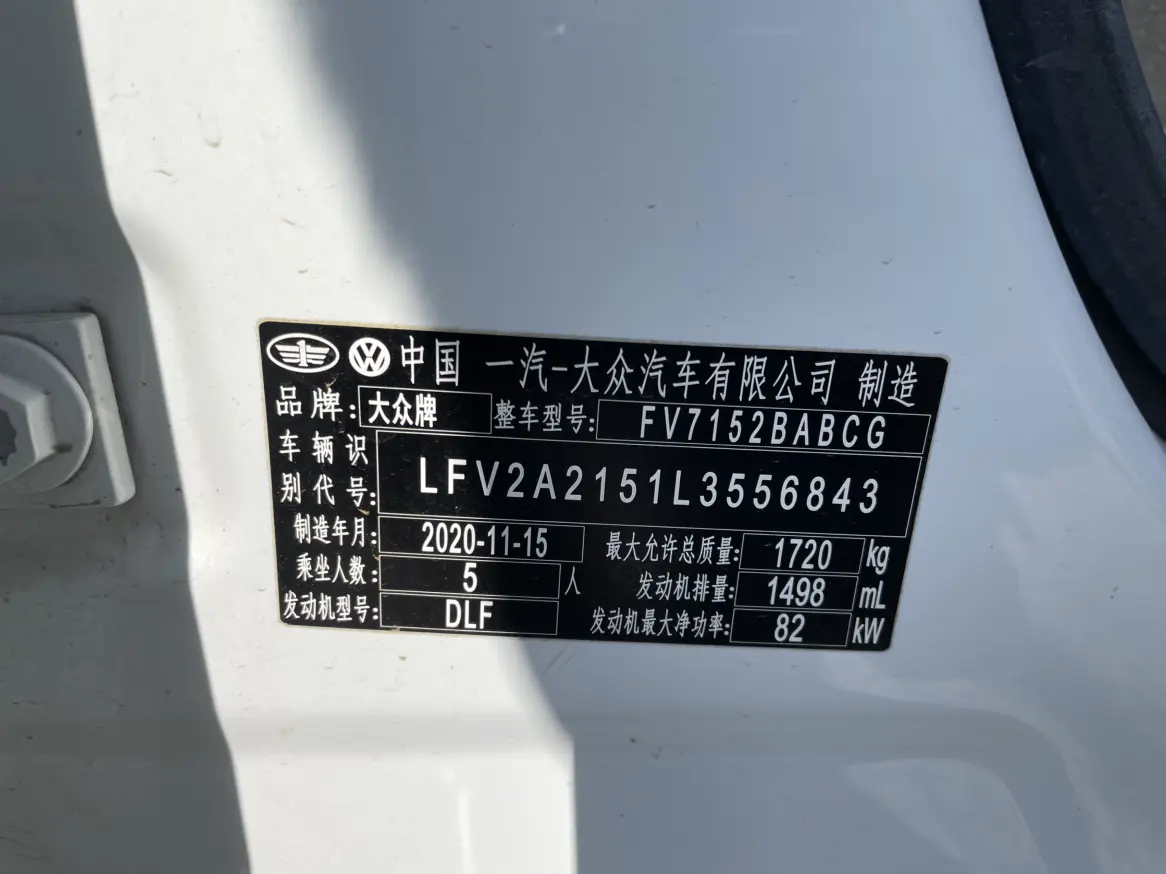 中国 一汽-大众汽车有限公司 制造
品牌: 大众牌 整车型号: FV7152BABCG
车辆识别代号: LFV2A2151L3556843
制造年月: 2020-11-15 最大允许总质量: 1720 kg
乘坐人数: 5 人 发动机排量: 1498 mL
发动机型号: DLF 发动机最大净功率: 82 kW